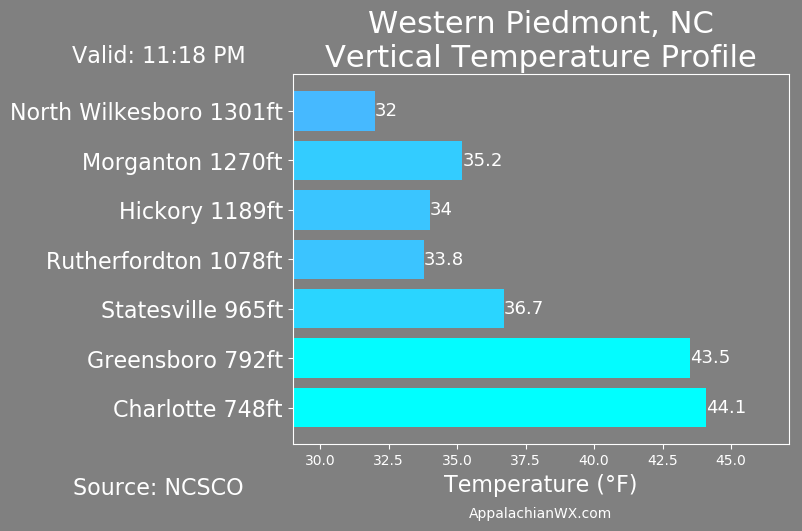 Western Piedmont, NC
Vertical Temperature Profile
Valid: 11:18 PM
North Wilkesboro 1301ft 32
Morganton 1270ft 35.2
Hickory 1189ft 34
Rutherfordton 1078ft 33.8
Statesville 965ft 36.7
Greensboro 792ft 43.5
Charlotte 748ft 44.1
30.0 32.5 35.0 37.5 40.0 42.5 45.0
Temperature (°F)
Source: NCSCO
AppalachianWX.com